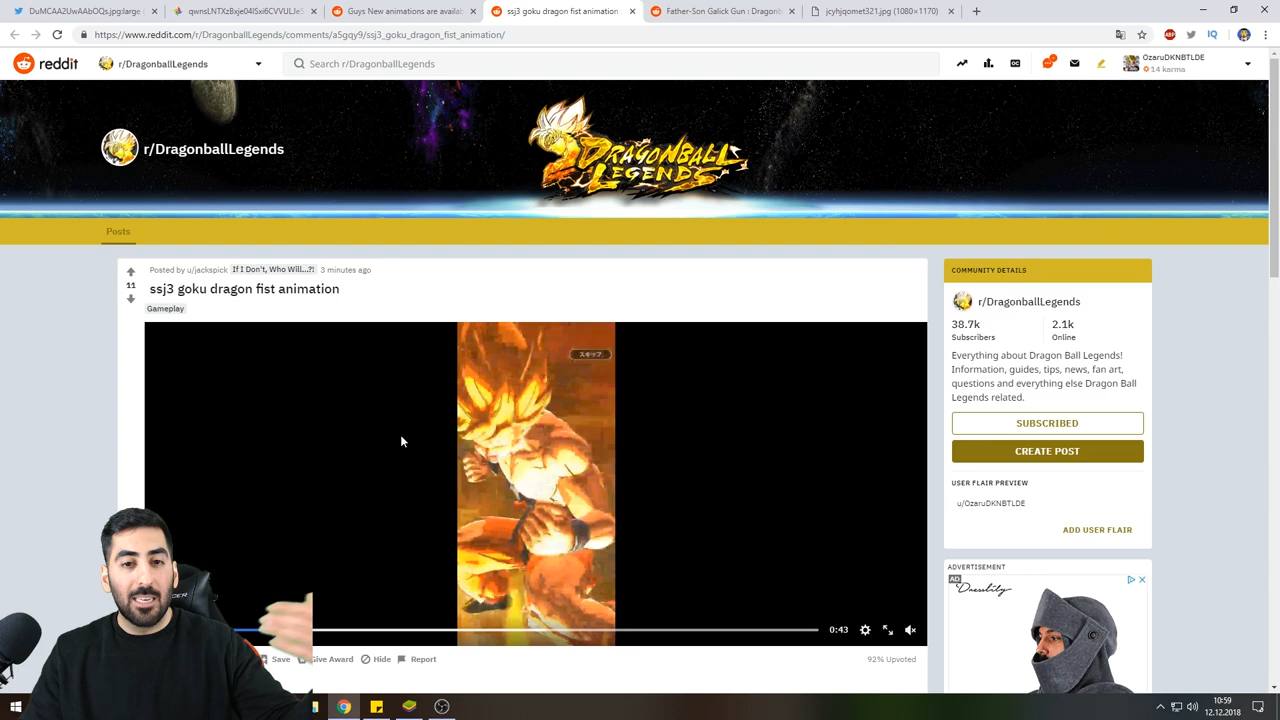 DuMCAA2UwAAbOQs.jpg:large
qwnsLNTXzBxje04ISxi6CVVULJeS
Guys New animations are availab
ssj3 goku dragon fist animation
Father-Son Galick Gun : Dragonb
jcyhjqomet321.jpg (1080×1170)
https://www.reddit.com/r/DragonballLegends/comments/a5gqy9/ssj3_goku_dragon_fist_animation/
ABP
IQ
reddit
r/DragonballLegends
Search r/DragonballLegends
OzaruDKNBTLDE
14 karma
r/DragonballLegends
DRAGONBALL
LEGENDS
Posts
Posted by u/jackspick If I Don't, Who Will...?! 3 minutes ago
11
ssj3 goku dragon fist animation
Gameplay
スキップ
0:43
Save
Give Award
Hide
Report
92% Upvoted
COMMUNITY DETAILS
r/DragonballLegends
38.7k
Subscribers
2.1k
Online
Everything about Dragon Ball Legends!
Information, guides, tips, news, fan art,
questions and everything else Dragon Ball
Legends related.
SUBSCRIBED
CREATE POST
USER FLAIR PREVIEW
u/OzaruDKNBTLDE
ADD USER FLAIR
ADVERTISEMENT
AD
Dresslily
10:59
12.12.2018